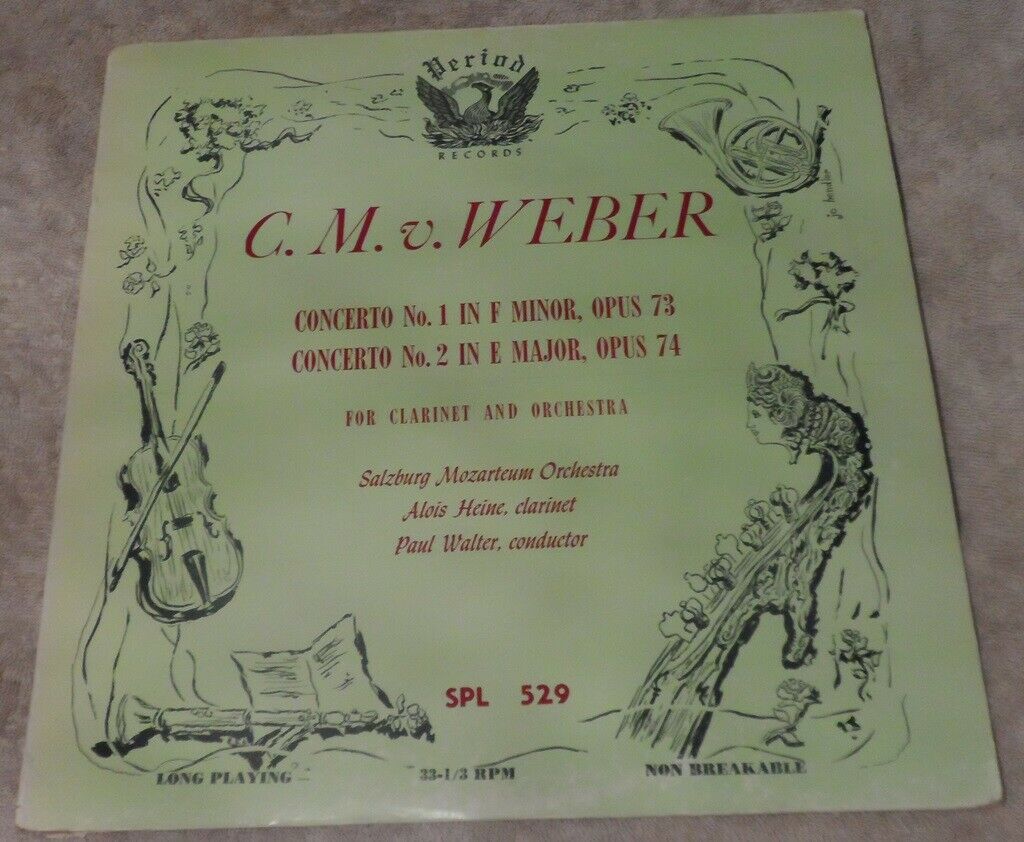 Period
RECORDS
jo hendler
C. M. v. WEBER
CONCERTO No. 1 IN F MINOR, OPUS 73
CONCERTO No. 2 IN E MAJOR, OPUS 74
FOR CLARINET AND ORCHESTRA
Salzburg Mozarteum Orchestra
Alois Heine, clarinet
Paul Walter, conductor
SPL 529
LONG PLAYING
33-1/3 RPM
NON BREAKABLE